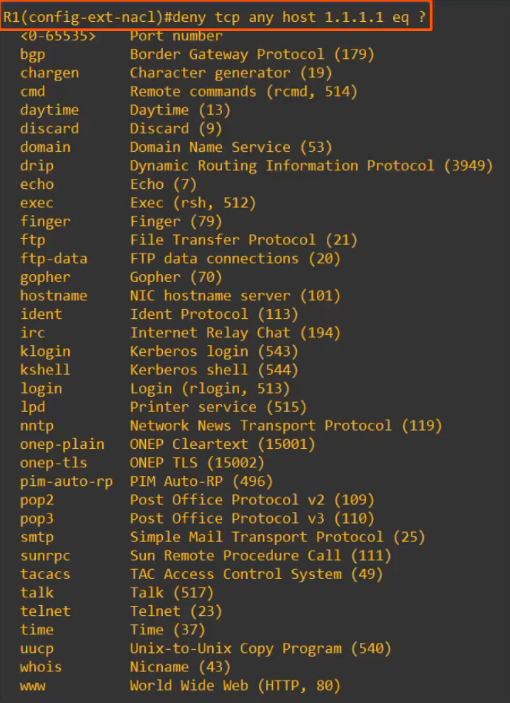 R1(config-ext-nacl)#deny tcp any host 1.1.1.1 eq ?
<0-65535> Port number
bgp Border Gateway Protocol (179)
chargen Character generator (19)
cmd Remote commands (rcmd, 514)
daytime Daytime (13)
discard Discard (9)
domain Domain Name Service (53)
drip Dynamic Routing Information Protocol (3949)
echo Echo (7)
exec Exec (rsh, 512)
finger Finger (79)
ftp File Transfer Protocol (21)
ftp-data FTP data connections (20)
gopher Gopher (70)
hostname NIC hostname server (101)
ident Ident Protocol (113)
irc Internet Relay Chat (194)
klogin Kerberos login (543)
kshell Kerberos shell (544)
login Login (rlogin, 513)
lpd Printer service (515)
nntp Network News Transport Protocol (119)
onep-plain ONEP Cleartext (15001)
onep-tls ONEP TLS (15002)
pim-auto-rp PIM Auto-RP (496)
pop2 Post Office Protocol v2 (109)
pop3 Post Office Protocol v3 (110)
smtp Simple Mail Transport Protocol (25)
sunrpc Sun Remote Procedure Call (111)
tacacs TAC Access Control System (49)
talk Talk (517)
telnet Telnet (23)
time Time (37)
uucp Unix-to-Unix Copy Program (540)
whois Nicname (43)
www World Wide Web (HTTP, 80)